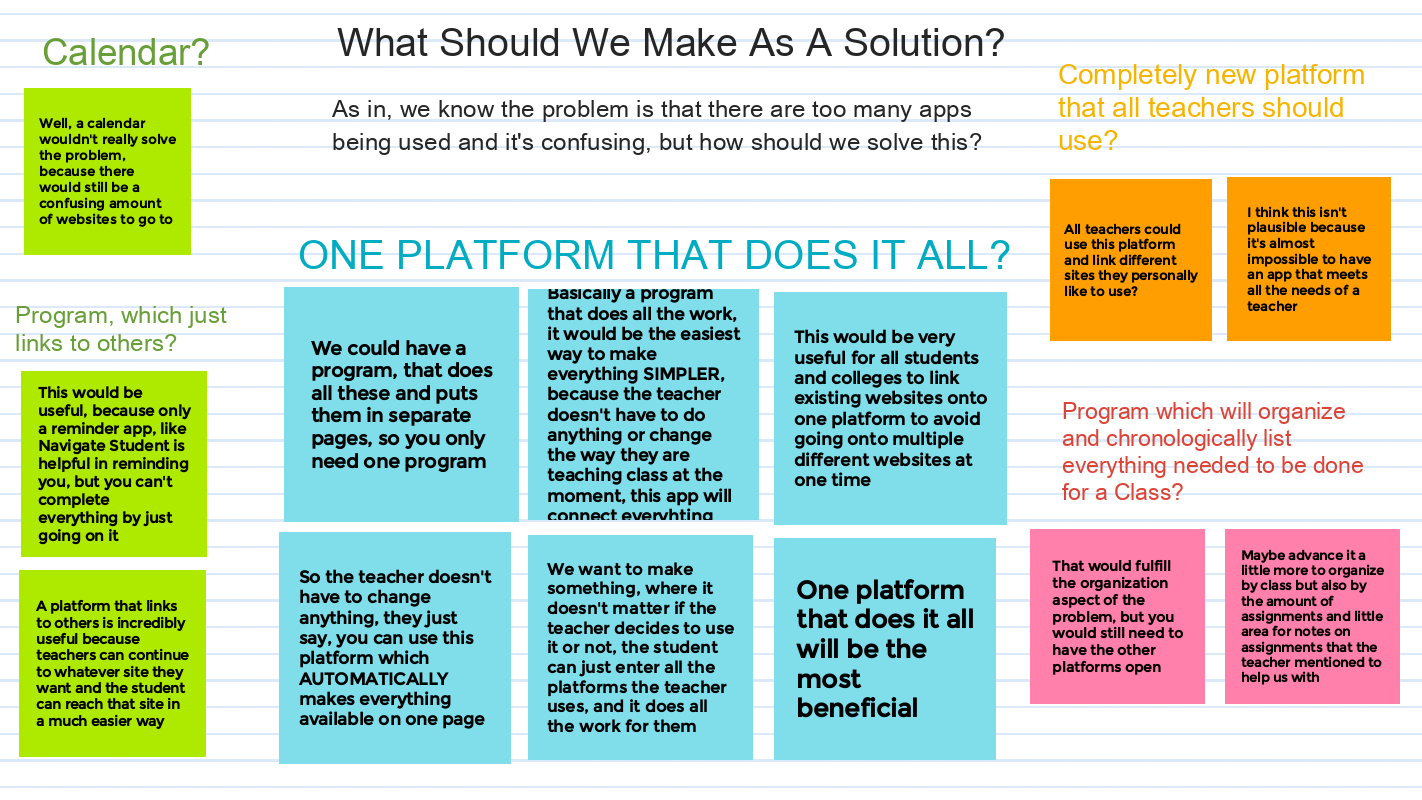 Calendar?
Well, a calendar
wouldn't really solve
the problem,
because there
would still be a
confusing amount
of websites to go to
Program, which just
links to others?
This would be
useful, because only
a reminder app, like
Navigate Student is
helpful in reminding
you, but you can't
complete
everything by just
going on it
A platform that links
to others is incredibly
useful because
teachers can continue
to whatever site they
want and the student
can reach that site in
a much easier way
What Should We Make As A Solution?
As in, we know the problem is that there are too many apps
being used and it's confusing, but how should we solve this?
ONE PLATFORM THAT DOES IT ALL?
We could have a
program, that does
all these and puts
them in separate
pages, so you only
need one program
Basically a program
that does all the work,
it would be the easiest
way to make
everything SIMPLER,
because the teacher
doesn't have to do
anything or change
the way they are
teaching class at the
moment, this app will
connect everyhting
This would be very
useful for all students
and colleges to link
existing websites onto
one platform to avoid
going onto multiple
different websites at
one time
So the teacher doesn't
have to change
anything, they just
say, you can use this
platform which
AUTOMATICALLY
makes everything
available on one page
We want to make
something, where it
doesn't matter if the
teacher decides to use
it or not, the student
can just enter all the
platforms the teacher
uses, and it does all
the work for them
One platform
that does it all
will be the
most
beneficial
Completely new platform
that all teachers should
use?
All teachers could
use this platform
and link different
sites they personally
like to use?
I think this isn't
plausible because
it's almost
impossible to have
an app that meets
all the needs of a
teacher
Program which will organize
and chronologically list
everything needed to be done
for a Class?
That would fulfill
the organization
aspect of the
problem, but you
would still need to
have the other
platforms open
Maybe advance it a
little more to organize
by class but also by
the amount of
assignments and little
area for notes on
assignments that the
teacher mentioned to
help us with